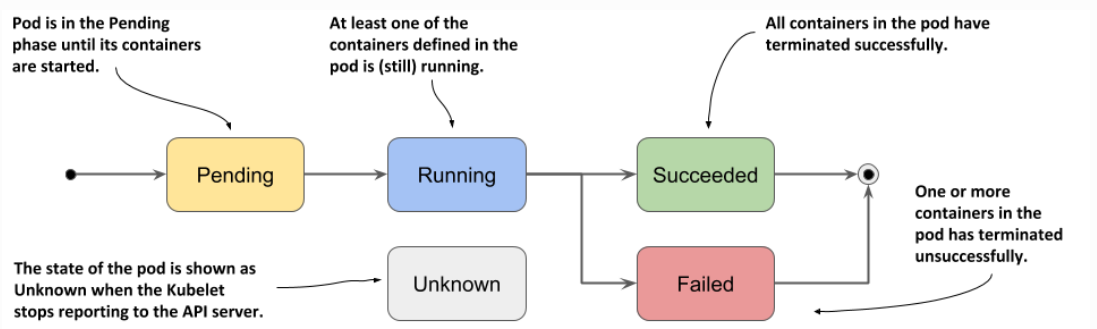 Pod is in the Pending
phase until its containers
are started.
At least one of the
containers defined in the
pod is (still) running.
All containers in the pod have
terminated successfully.
Pending
Running
Succeeded
One or more
containers in the
pod has terminated
unsuccessfully.
The state of the pod is shown as
Unknown when the Kubelet
stops reporting to the API server.
Unknown
Failed